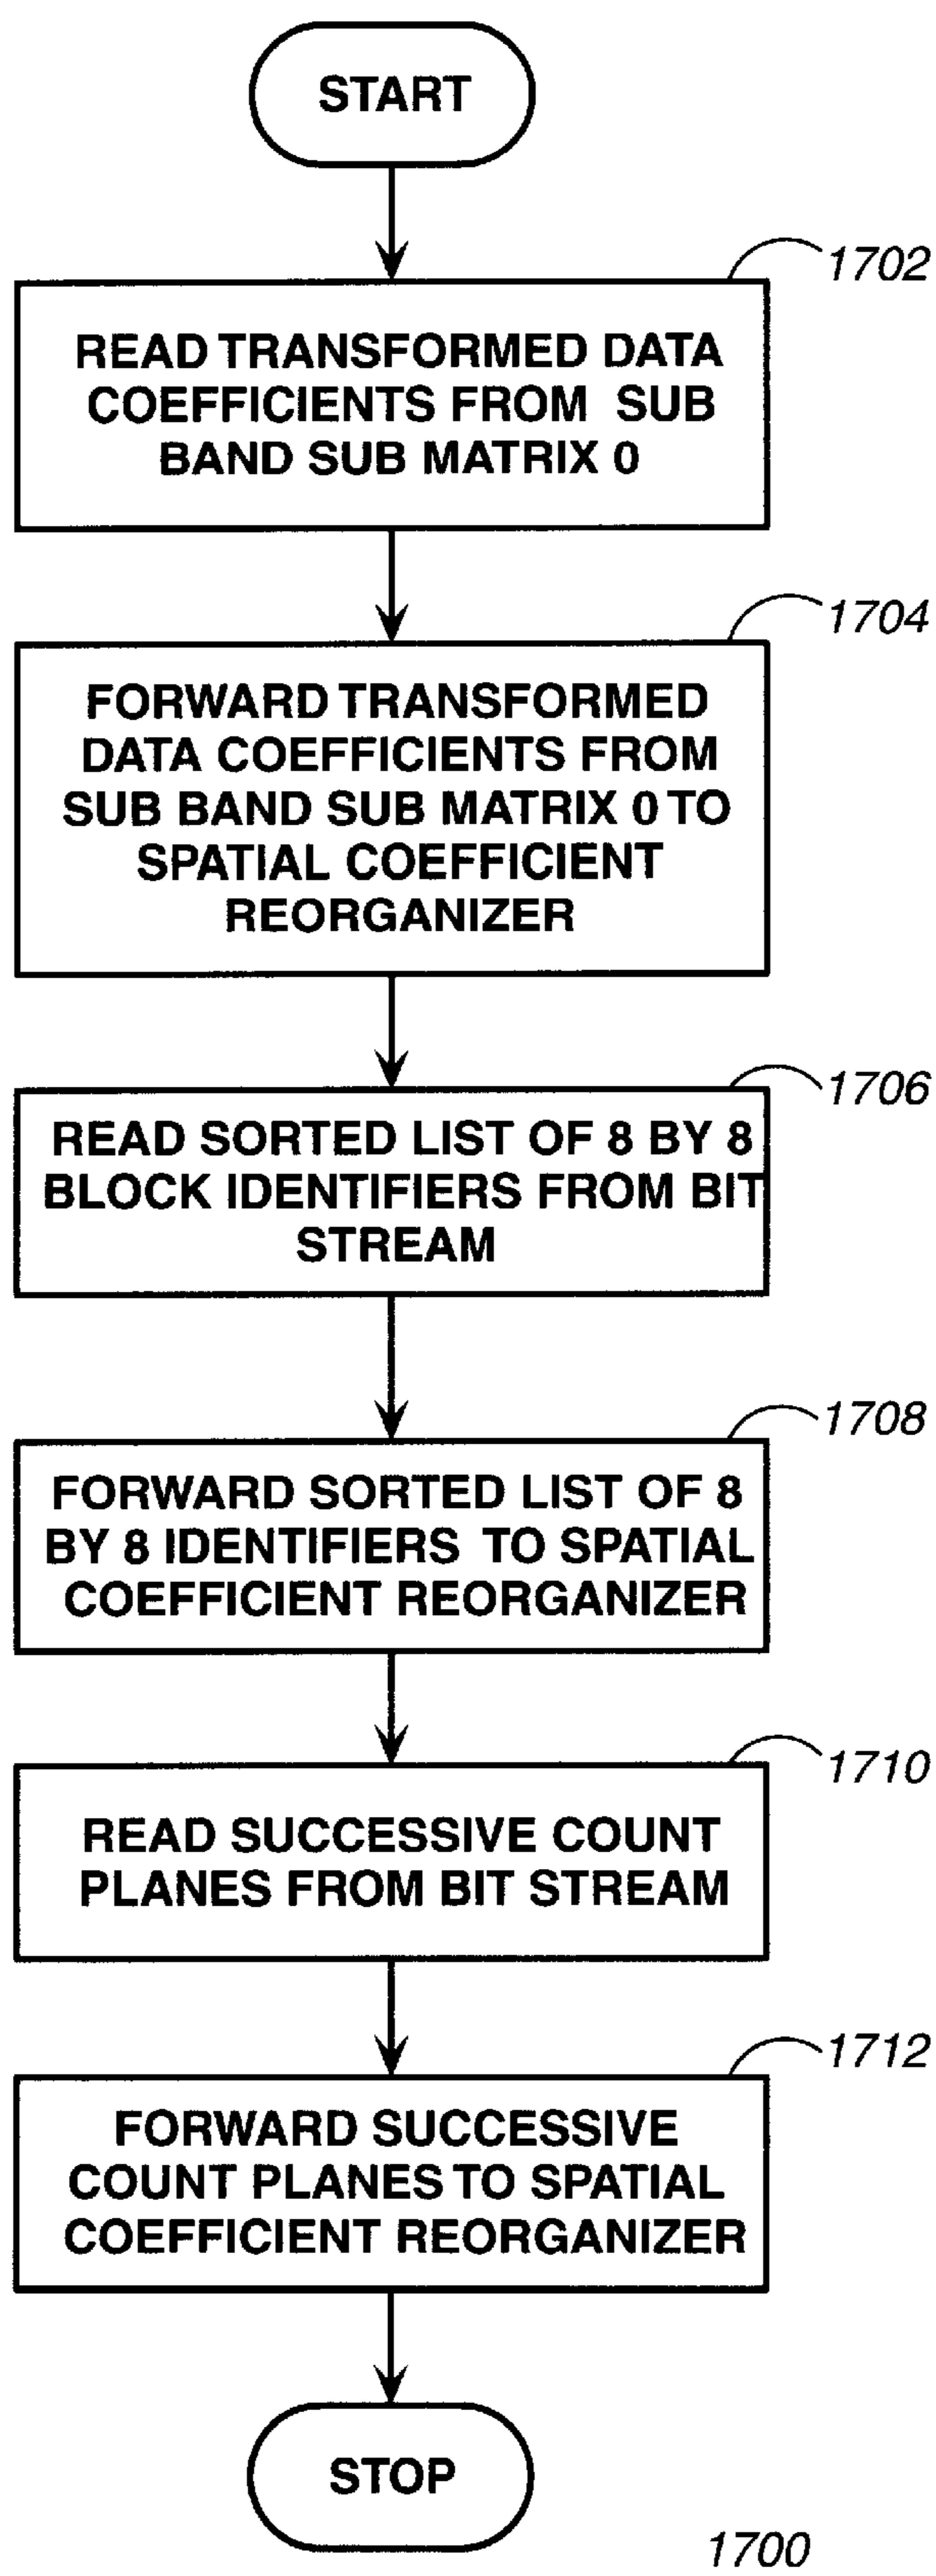 START
1702
READ TRANSFORMED DATA
COEFFICIENTS FROM SUB
BAND SUB MATRIX 0
1704
FORWARD TRANSFORMED
DATA COEFFICIENTS FROM
SUB BAND SUB MATRIX 0 TO
SPATIAL COEFFICIENT
REORGANIZER
1706
READ SORTED LIST OF 8 BY 8
BLOCK IDENTIFIERS FROM BIT
STREAM
1708
FORWARD SORTED LIST OF 8
BY 8 IDENTIFIERS TO SPATIAL
COEFFICIENT REORGANIZER
1710
READ SUCCESSIVE COUNT
PLANES FROM BIT STREAM
1712
FORWARD SUCCESSIVE
COUNT PLANES TO SPATIAL
COEFFICIENT REORGANIZER
STOP
1700